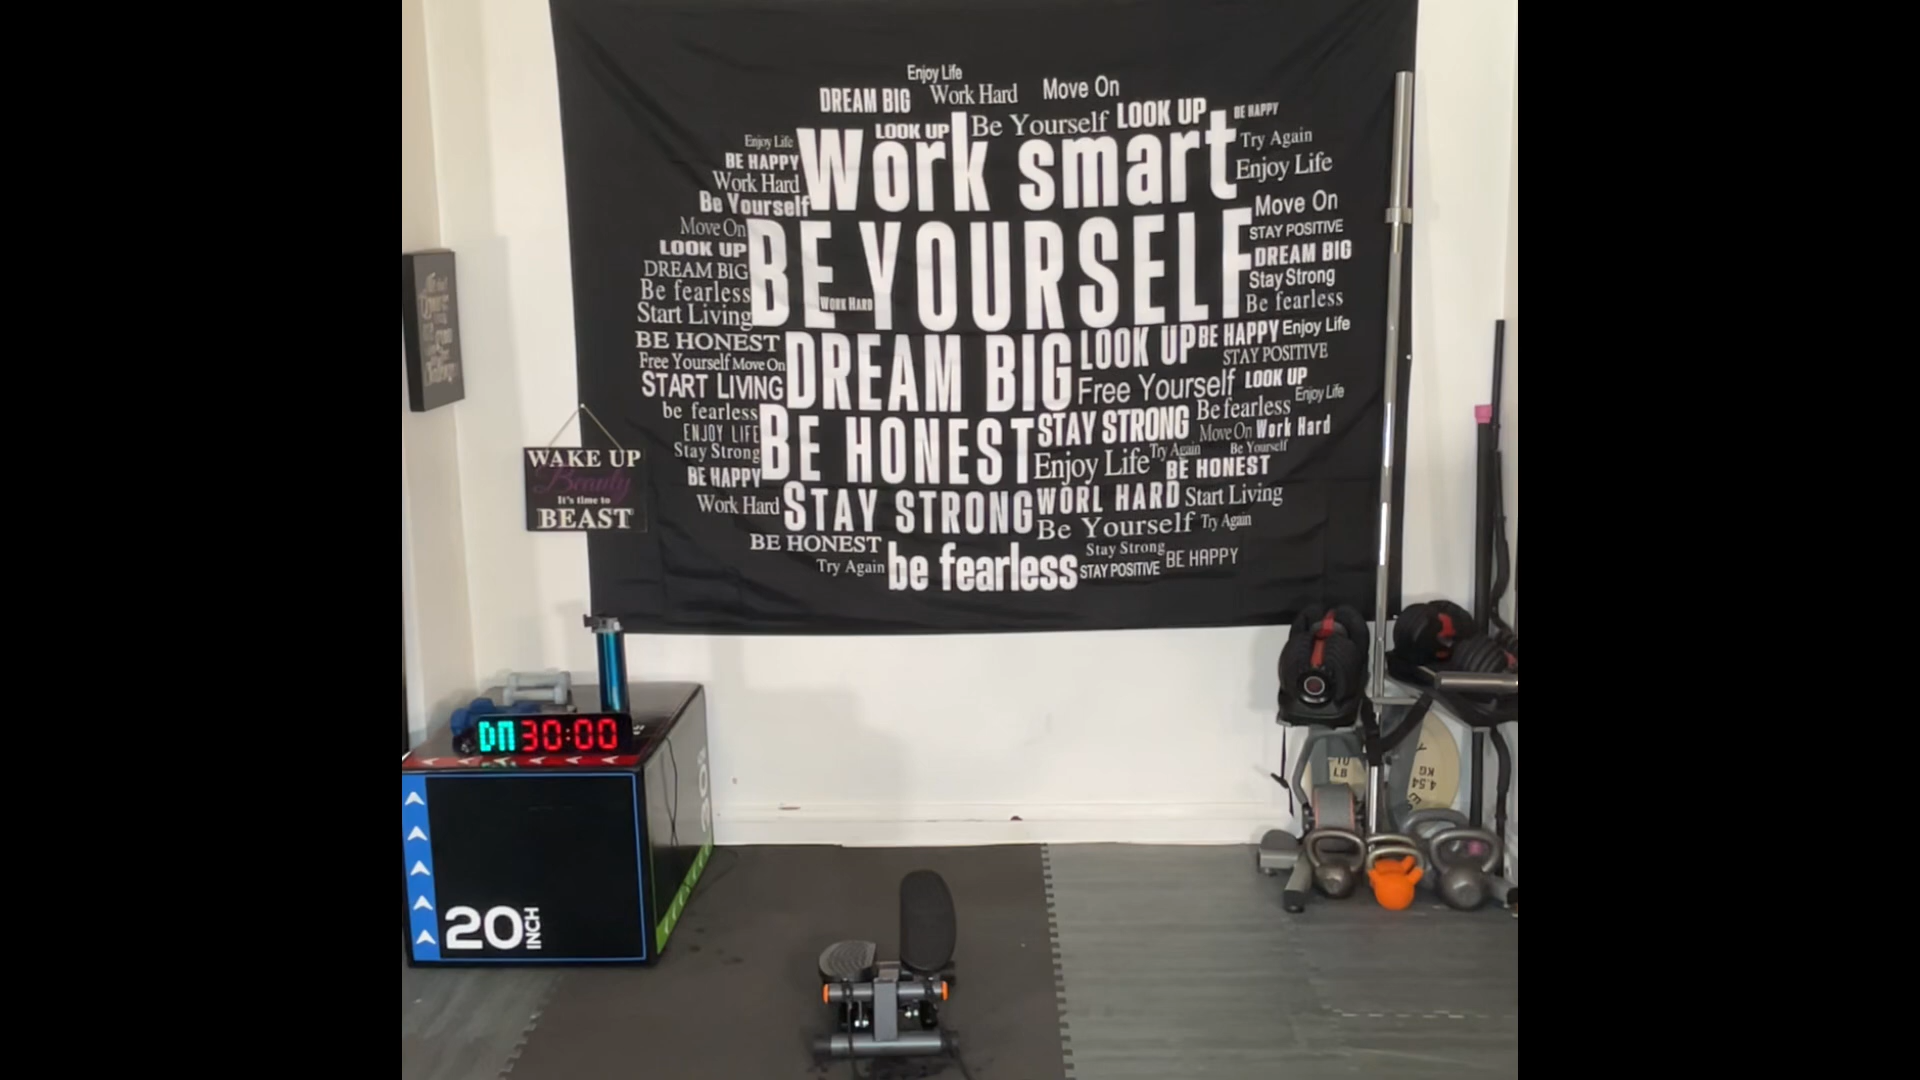 Enjoy Life
DREAM BIG Work Hard Move On
LOOK UP Be Yourself LOOK UP BE HAPPY
Enjoy Life Work smart Try Again
BE HAPPY Enjoy Life
Work Hard
Be Yourself Move On
Move On BE YOURSELF STAY POSITIVE
LOOK UP DREAM BIG
DREAM BIG Stay Strong
Be fearless WORK HARD Be fearless
Start Living
BE HONEST DREAM BIG LOOK UP BE HAPPY Enjoy Life
STAY POSITIVE
Free Yourself Move On
START LIVING Free Yourself LOOK UP
Enjoy Life
be fearless BE HONEST STAY STRONG Be fearless
ENJOY LIFE Move On Work Hard
Stay Strong Enjoy Life Try Again Be Yourself
BE HAPPY BE HONEST
Work Hard STAY STRONG WORL HARD Start Living
Be Yourself Try Again
BE HONEST Stay Strong BE HAPPY
Try Again be fearless STAY POSITIVE
WAKE UP
Beauty
It's time to
BEAST
DN 30:00
20 INCH
10
LB
4.54
KG